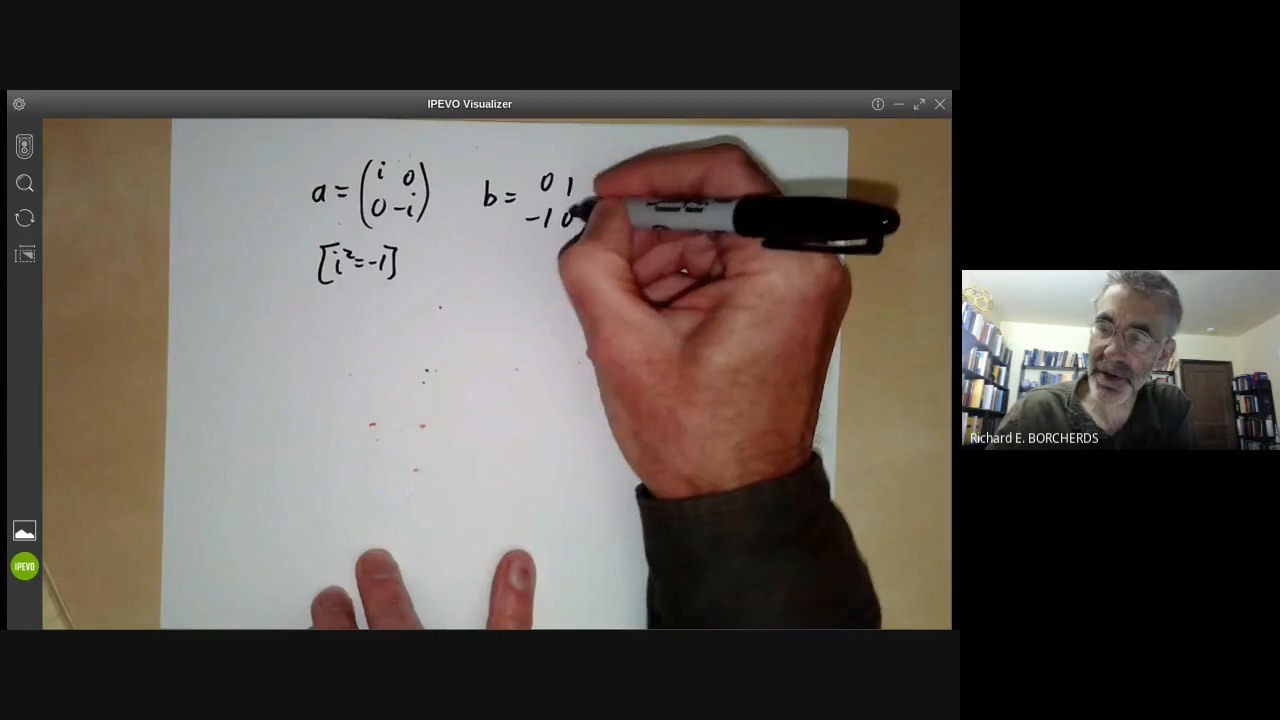 IPEVO Visualizer
a = (i 0
0 -i)
b = 0 1
-1 0
[i²=-1]
IPEVO
Richard E. BORCHERDS